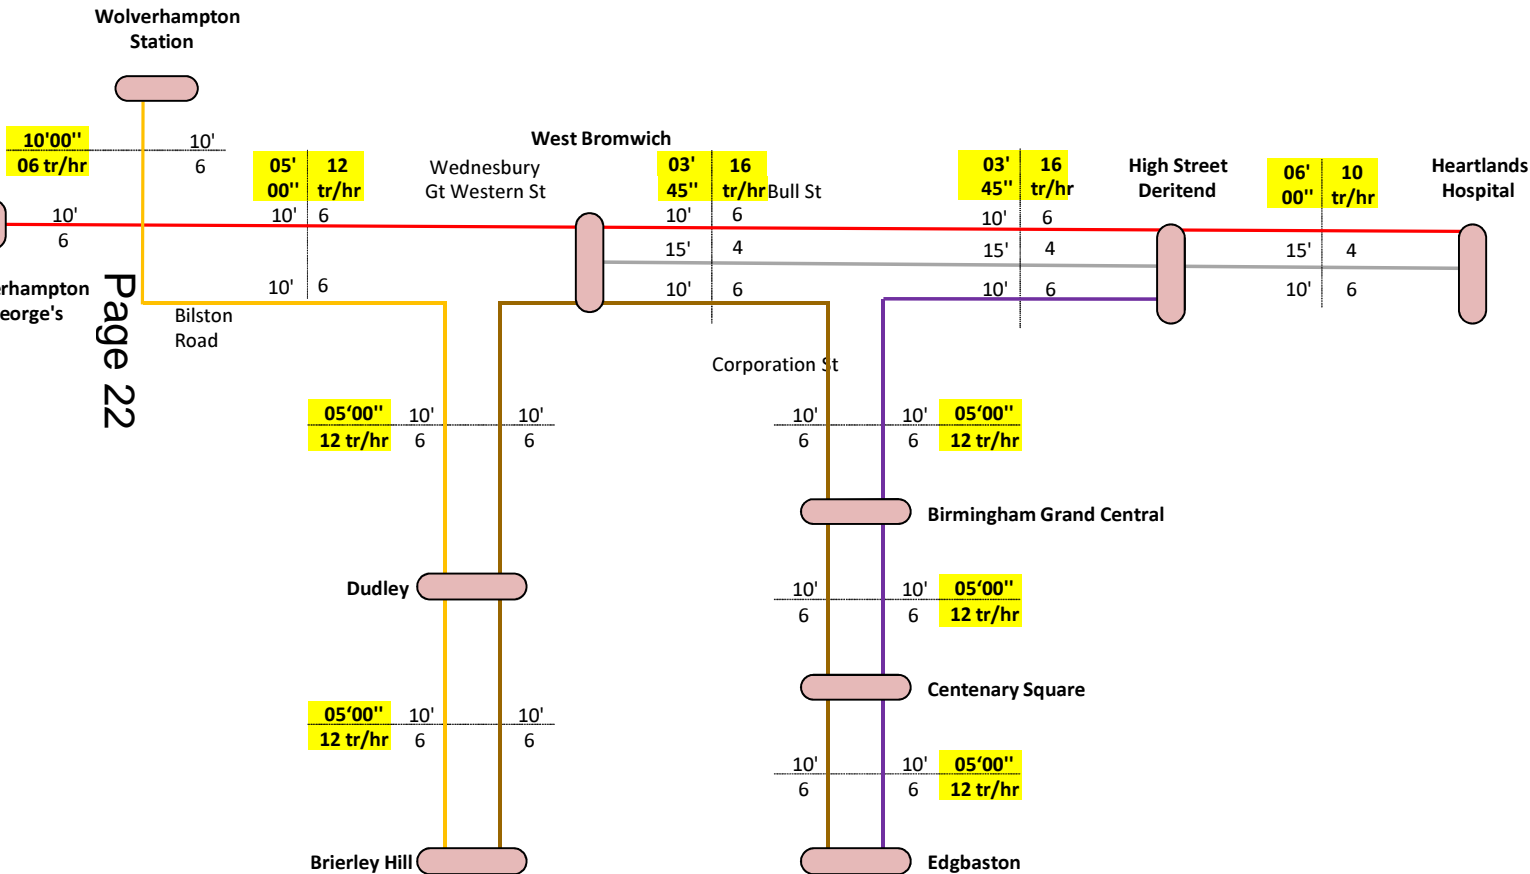 Wolverhampton
Station
10'00''
06 tr/hr
10'
6
05'
00''
12
tr/hr
Wednesbury
Gt Western St
West Bromwich
03'
45''
16
tr/hr
Bull St
03'
45''
16
tr/hr
High Street
Deritend
06'
00''
10
tr/hr
Heartlands
Hospital
10'
6
10'
6
10'
6
10'
6
15'
4
15'
4
15'
4
10'
6
10'
6
10'
6
10'
6
erhampton
eorge's
Page 22
Bilston
Road
Corporation St
05‘00''
12 tr/hr
10'
6
10'
6
10'
6
10'
6
05‘00''
12 tr/hr
Birmingham Grand Central
Dudley
10'
6
10'
6
05‘00''
12 tr/hr
Centenary Square
05‘00''
12 tr/hr
10'
6
10'
6
10'
6
10'
6
05‘00''
12 tr/hr
Brierley Hill
Edgbaston